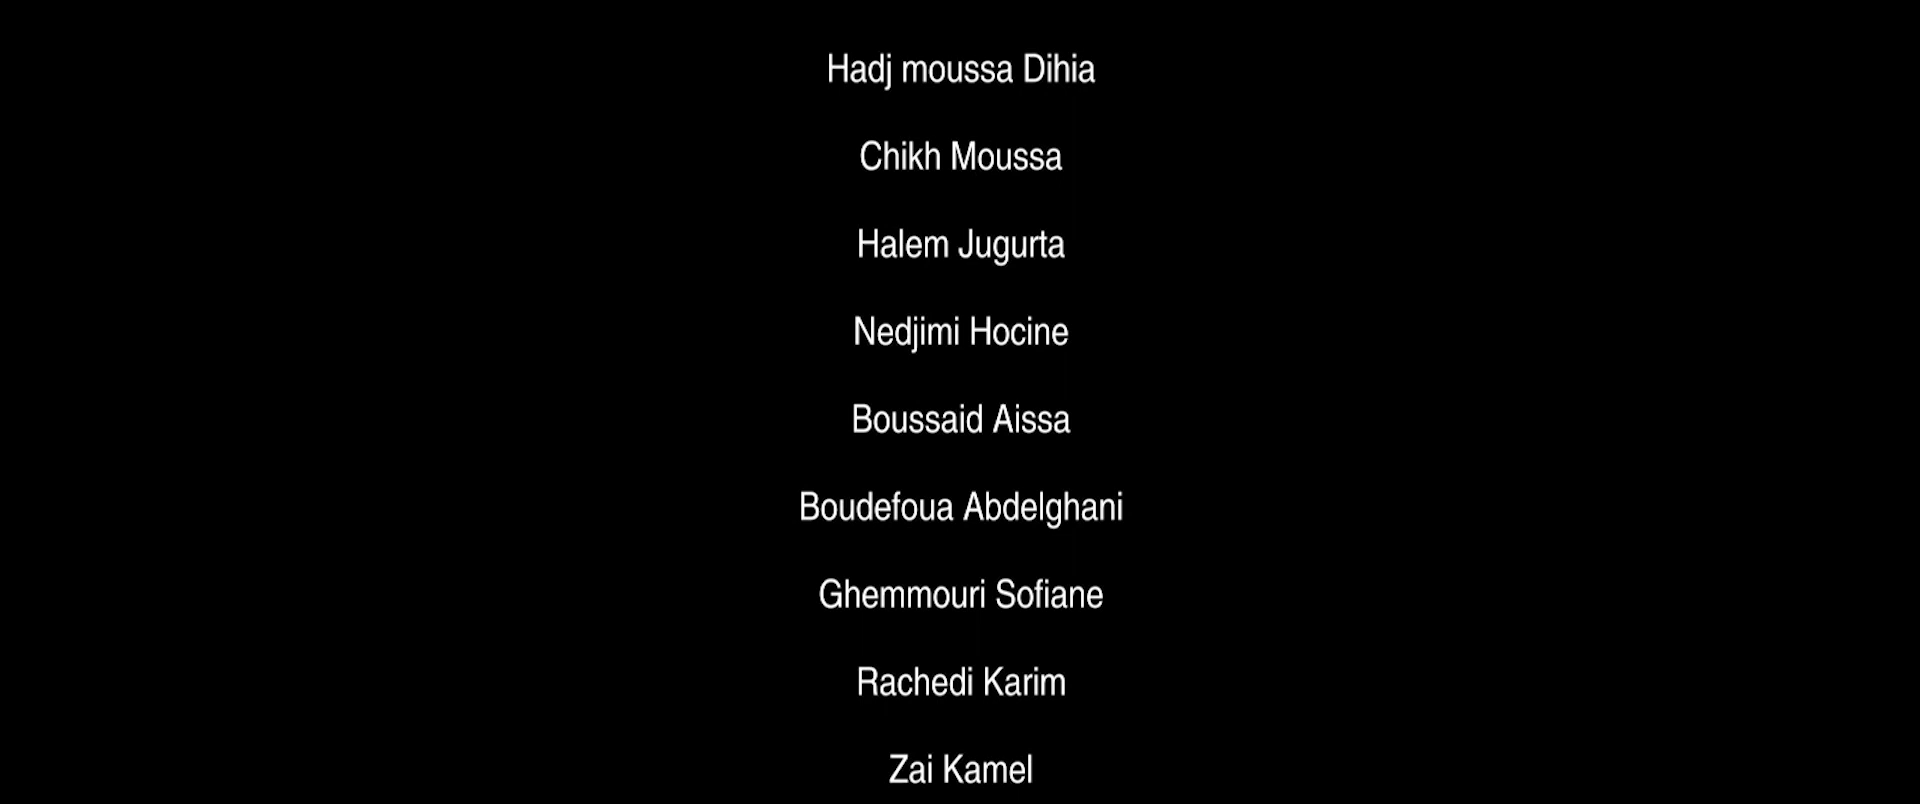 Hadj moussa Dihia
Chikh Moussa
Halem Jugurta
Nedjimi Hocine
Boussaid Aissa
Boudefoua Abdelghani
Ghemmouri Sofiane
Rachedi Karim
Zai Kamel